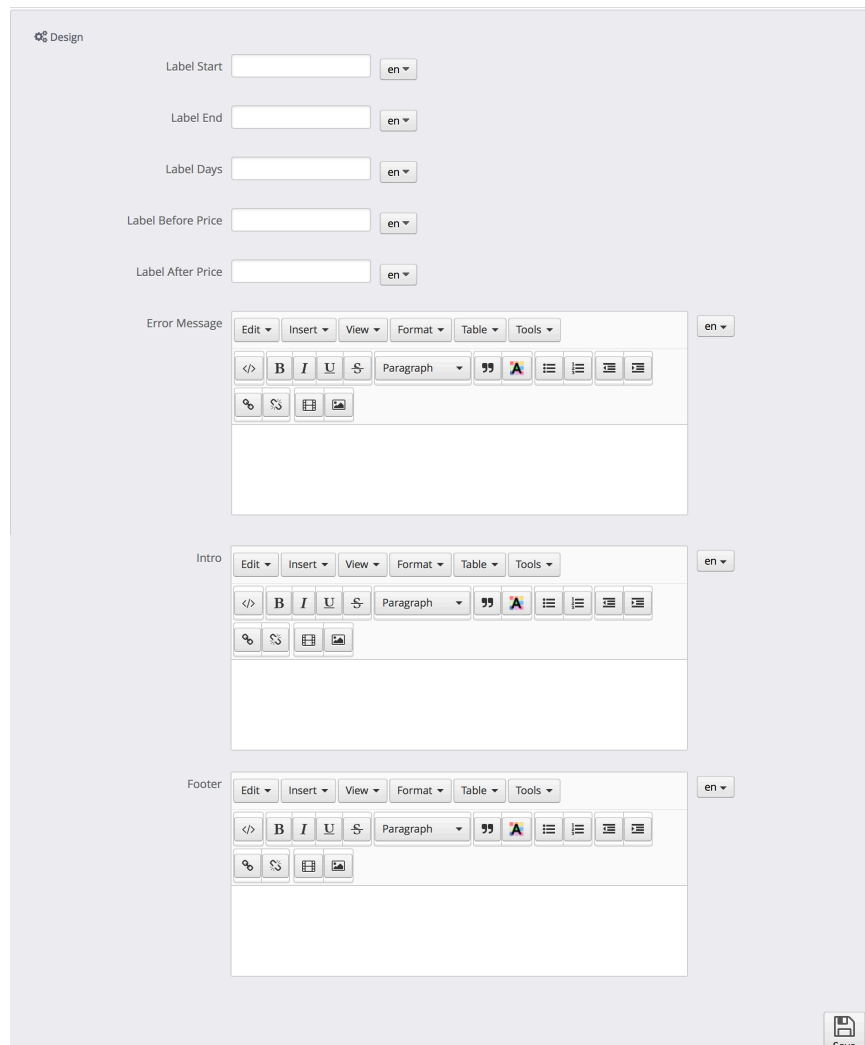 Design
Label Start en
Label End en
Label Days en
Label Before Price en
Label After Price en
Error Message Edit Insert View Format Table Tools en
</> B I U S Paragraph A
Intro Edit Insert View Format Table Tools en
</> B I U S Paragraph A
Footer Edit Insert View Format Table Tools en
</> B I U S Paragraph A
Save